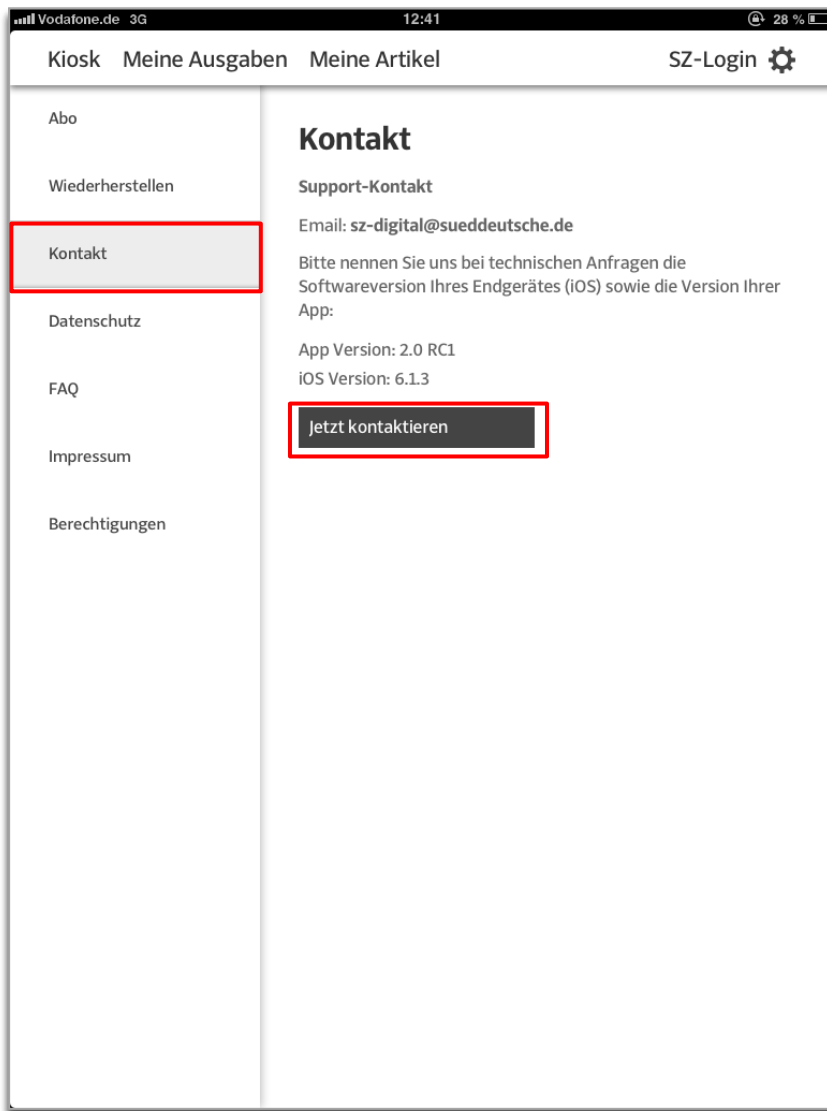 Vodafone.de 3G 12:41 28 %
Kiosk Meine Ausgaben Meine Artikel SZ-Login
Abo
Wiederherstellen
Kontakt
Datenschutz
FAQ
Impressum
Berechtigungen
Kontakt
Support-Kontakt
Email: sz-digital@sueddeutsche.de
Bitte nennen Sie uns bei technischen Anfragen die
Softwareversion Ihres Endgerätes (iOS) sowie die Version Ihrer
App:
App Version: 2.0 RC1
iOS Version: 6.1.3
Jetzt kontaktieren